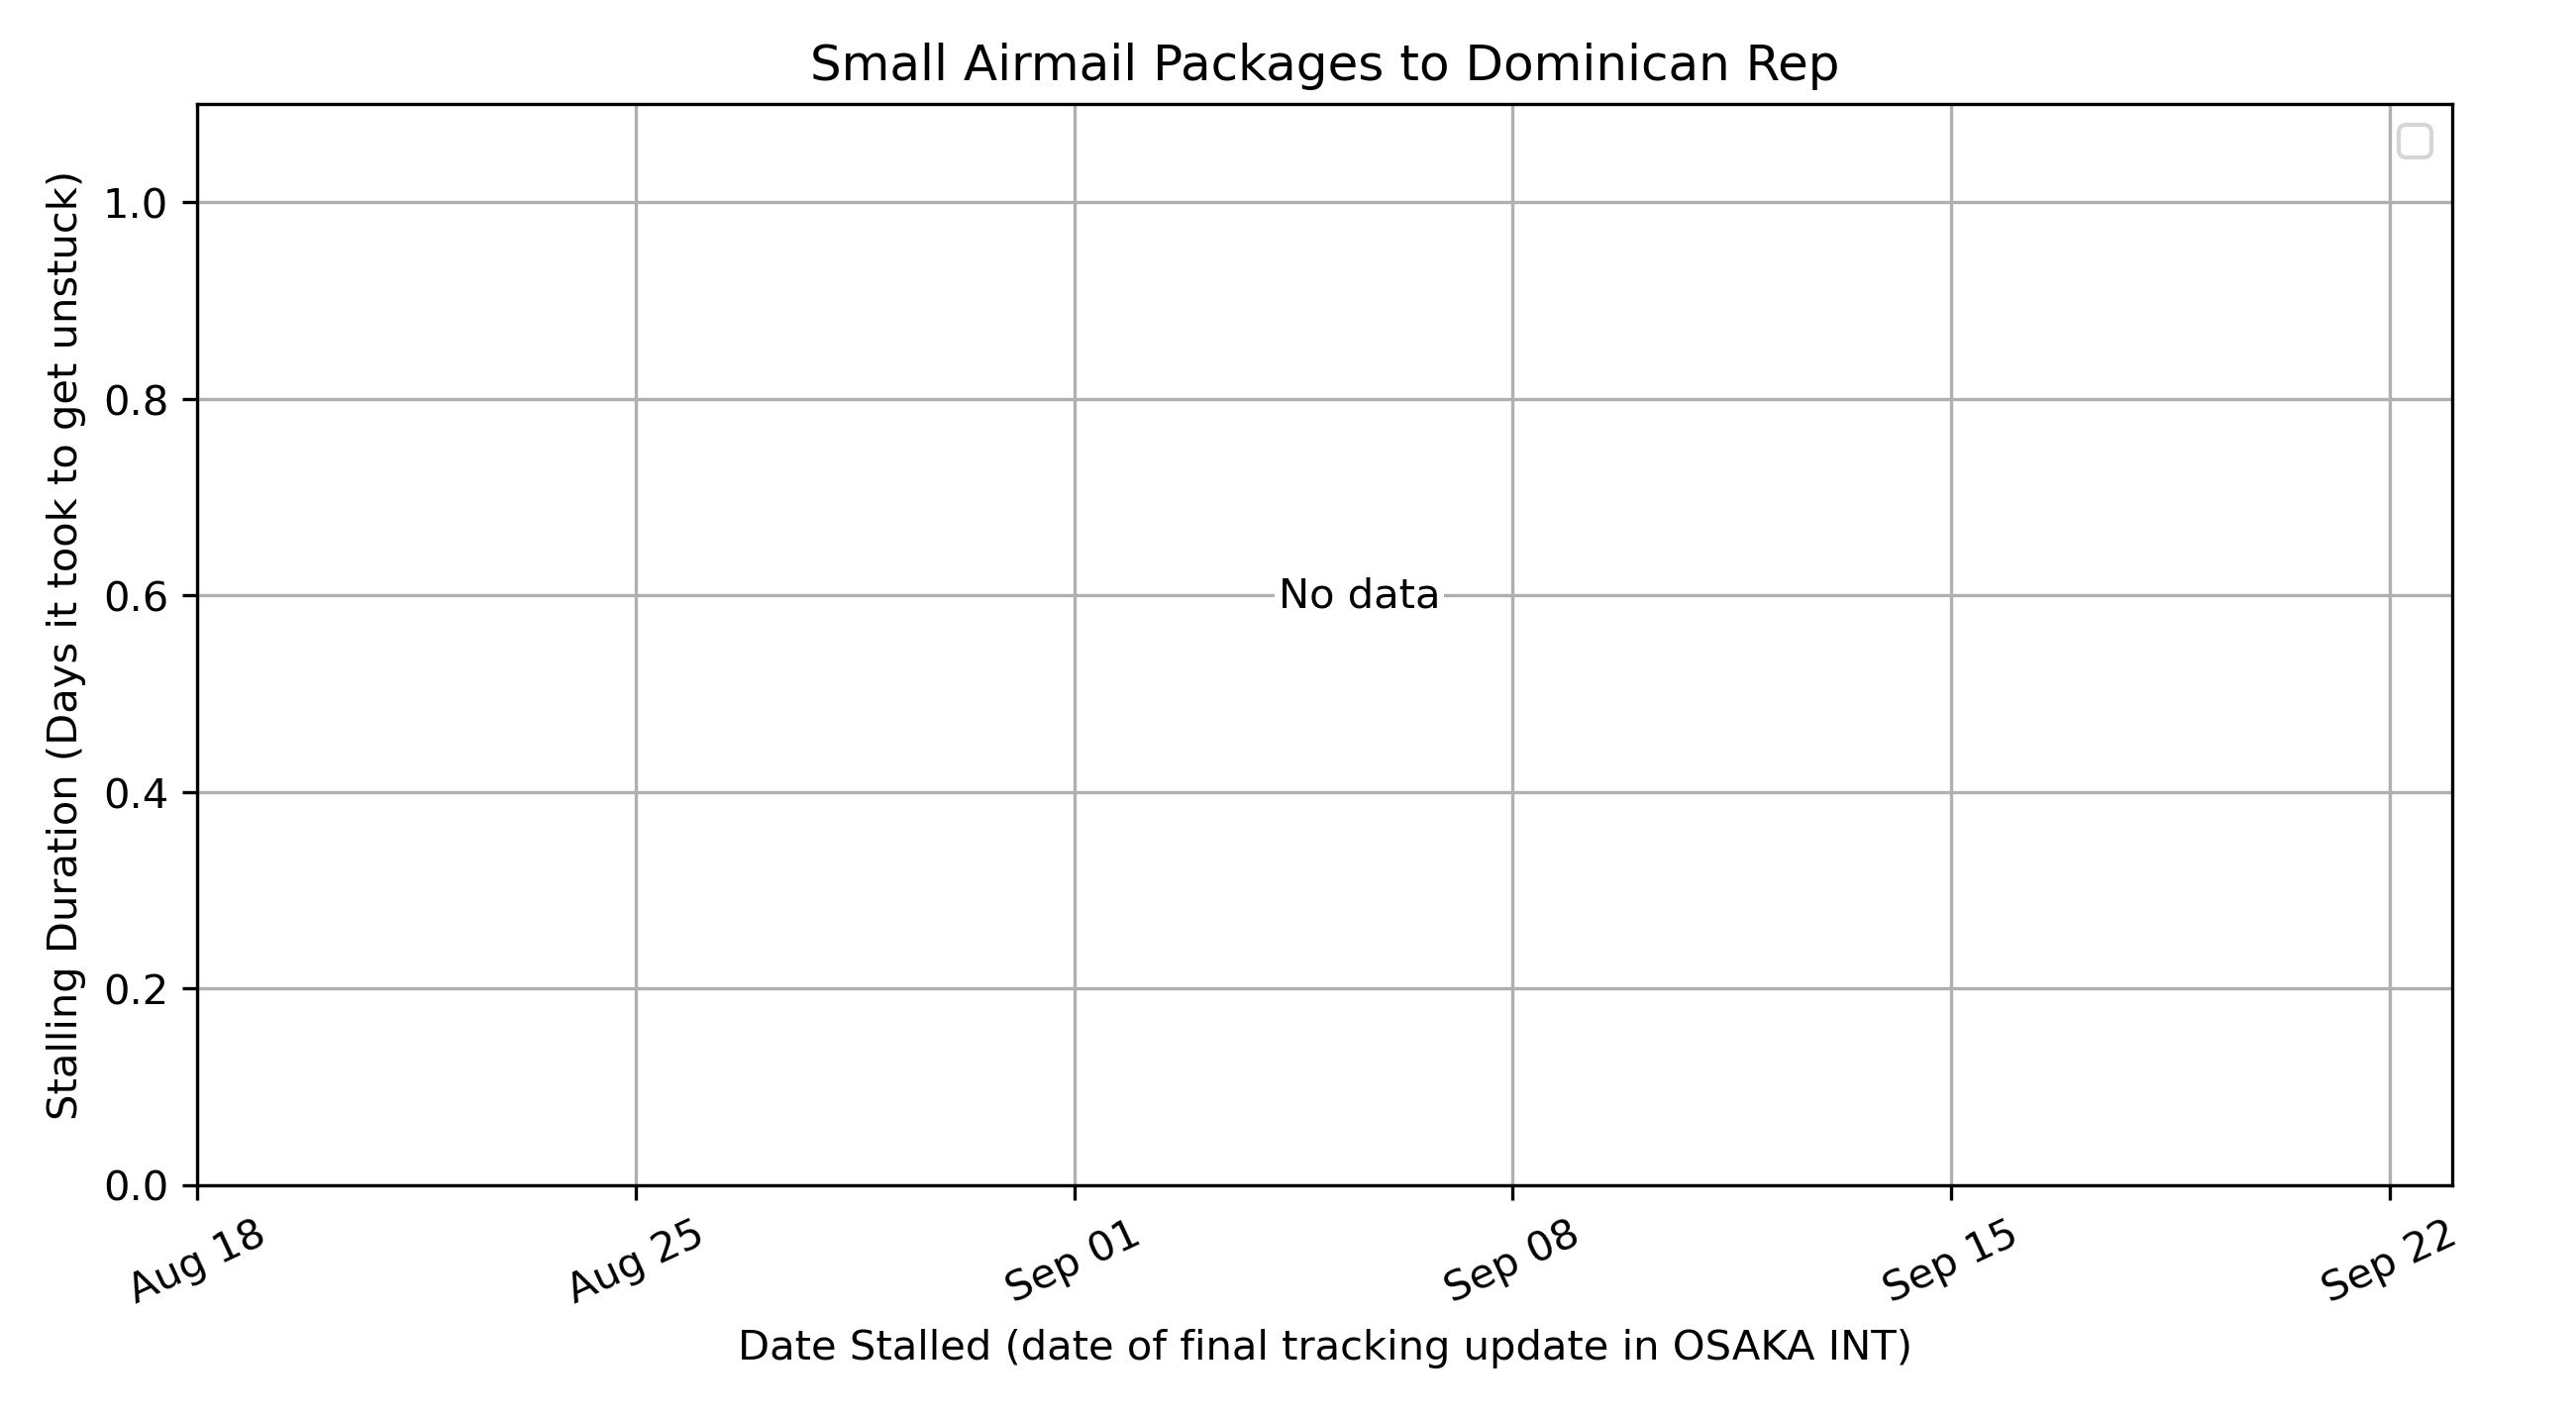 Small Airmail Packages to Dominican Rep
Stalling Duration (Days it took to get unstuck)
1.0
0.8
0.6
0.4
0.2
0.0
No data
Aug 18
Aug 25
Sep 01
Sep 08
Sep 15
Sep 22
Date Stalled (date of final tracking update in OSAKA INT)